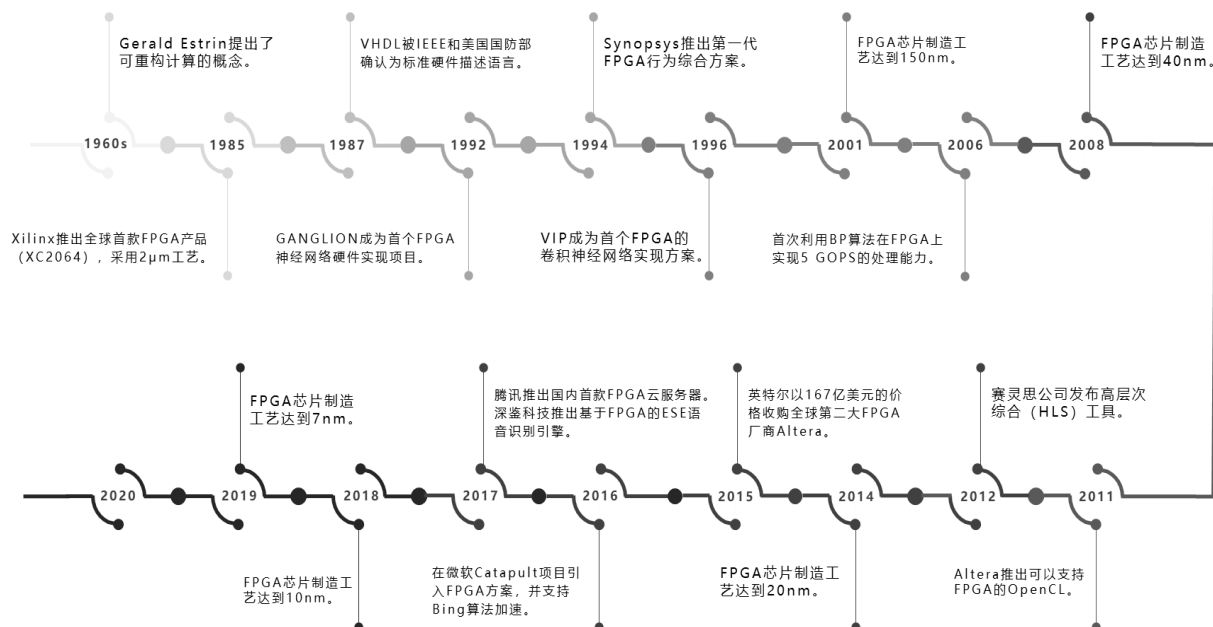 Gerald Estrin提出了
可重构计算的概念。
VHDL被IEEE和美国国防部
确认为标准硬件描述语言。
Synopsys推出第一代
FPGA行为综合方案。
FPGA芯片制造工
艺达到150nm。
FPGA芯片制造
工艺达到40nm。
1960s
1985
1987
1992
1994
1996
2001
2006
2008
Xilinx推出全球首款FPGA产品
（XC2064），采用2μm工艺。
GANGLION成为首个FPGA
神经网络硬件实现项目。
VIP成为首个FPGA的
卷积神经网络实现方案。
首次利用BP算法在FPGA上
实现5 GOPS的处理能力。
FPGA芯片制造
工艺达到7nm。
腾讯推出国内首款FPGA云服务器。
深鉴科技推出基于FPGA的ESE语
音识别引擎。
英特尔以167亿美元的价
格收购全球第二大FPGA
厂商Altera。
赛灵思公司发布高层次
综合（HLS）工具。
2020
2019
2018
2017
2016
2015
2014
2012
2011
FPGA芯片制造工
艺达到10nm。
在微软Catapult项目引
入FPGA方案，并支持
Bing算法加速。
FPGA芯片制造工
艺达到20nm。
Altera推出可以支持
FPGA的OpenCL。